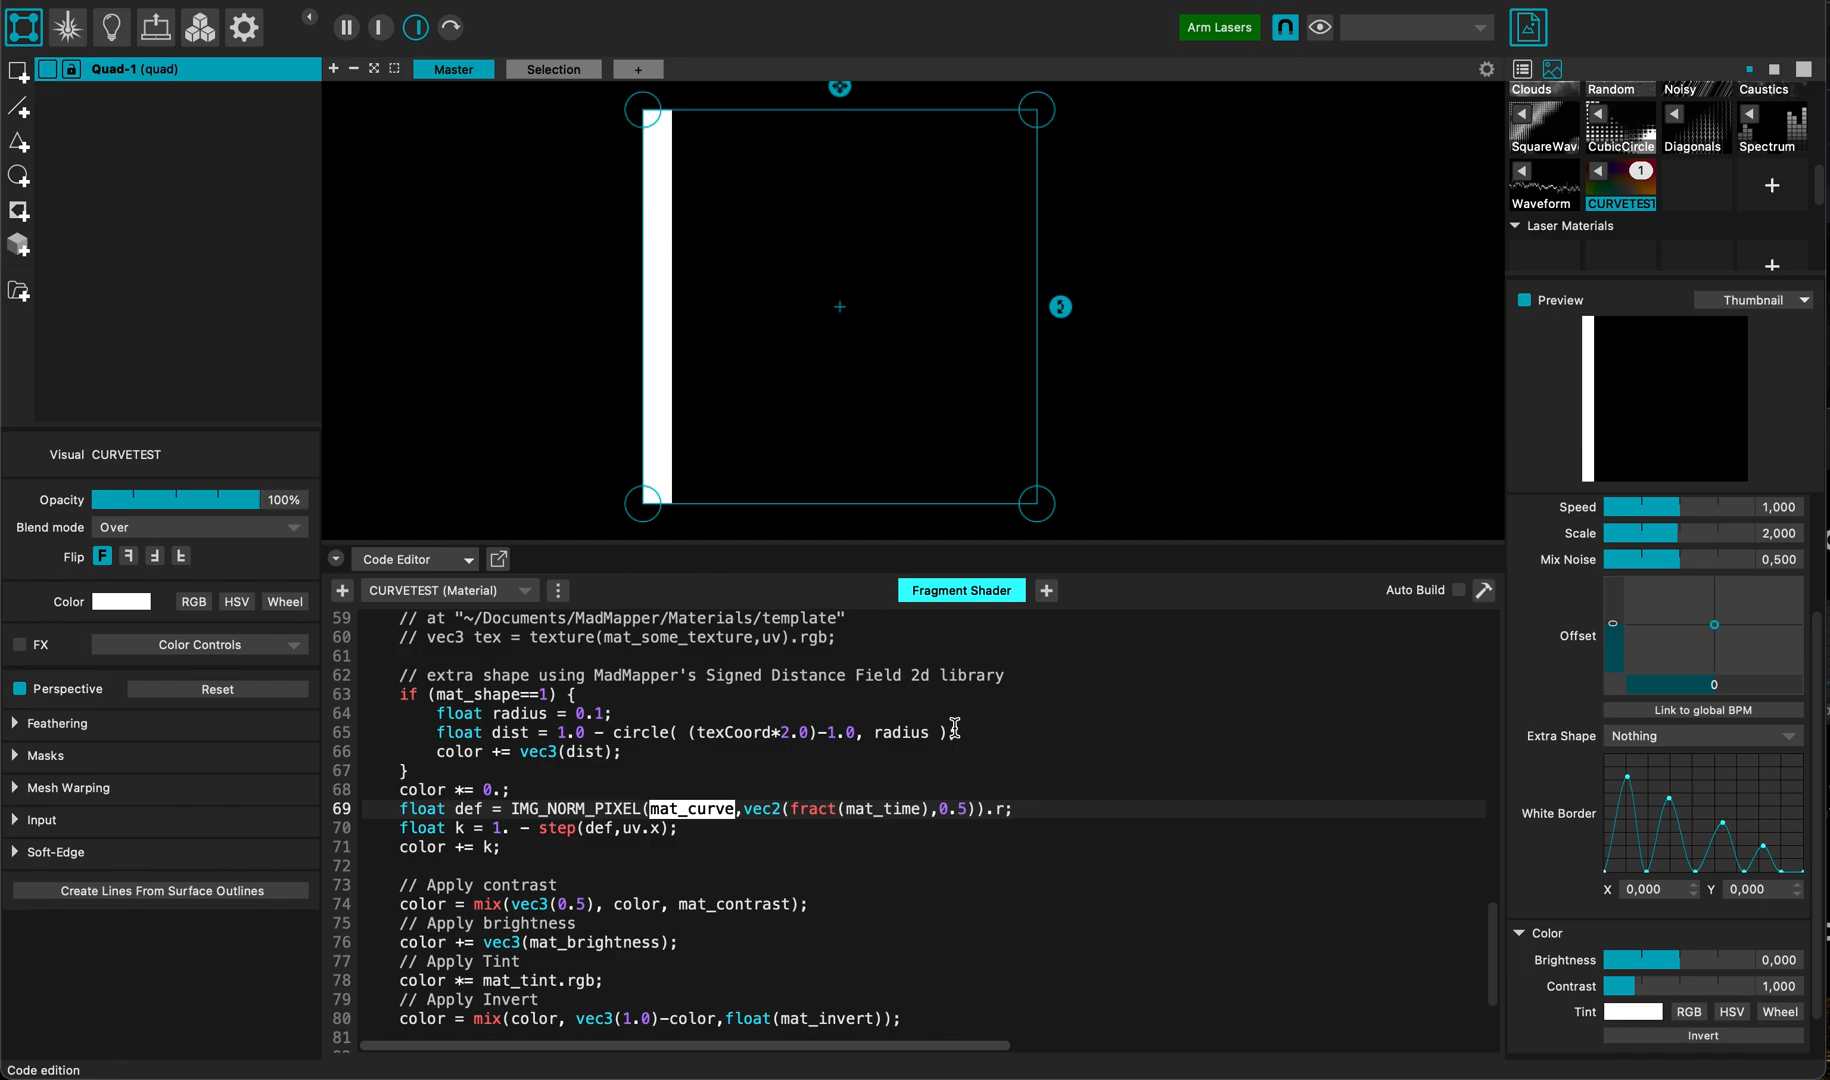 Arm Lasers
Quad-1 (quad)
Master
Selection
+
Clouds
Random
Noisy
Caustics
SquareWav
CubicCircle
Diagonals
Spectrum
Waveform
1
CURVETEST
+
Laser Materials
+
Preview
Thumbnail
Visual CURVETEST
Opacity 100%
Blend mode Over
Flip F
Color RGB HSV Wheel
FX Color Controls
Perspective Reset
Feathering
Masks
Mesh Warping
Input
Soft-Edge
Create Lines From Surface Outlines
Code Editor
CURVETEST (Material)
Fragment Shader
Auto Build
59 // at "~/Documents/MadMapper/Materials/template"
60 // vec3 tex = texture(mat_some_texture,uv).rgb;
61
62 // extra shape using MadMapper's Signed Distance Field 2d library
63 if (mat_shape==1) {
64 float radius = 0.1;
65 float dist = 1.0 - circle( (texCoord*2.0)-1.0, radius );
66 color += vec3(dist);
67 }
68 color *= 0.;
69 float def = IMG_NORM_PIXEL(mat_curve,vec2(fract(mat_time),0.5)).r;
70 float k = 1. - step(def,uv.x);
71 color += k;
72
73 // Apply contrast
74 color = mix(vec3(0.5), color, mat_contrast);
75 // Apply brightness
76 color += vec3(mat_brightness);
77 // Apply Tint
78 color *= mat_tint.rgb;
79 // Apply Invert
80 color = mix(color, vec3(1.0)-color,float(mat_invert));
81
Speed 1,000
Scale 2,000
Mix Noise 0,500
Offset 0
0
Link to global BPM
Extra Shape Nothing
White Border
X 0,000 Y 0,000
Color
Brightness 0,000
Contrast 1,000
Tint RGB HSV Wheel
Invert
Code edition